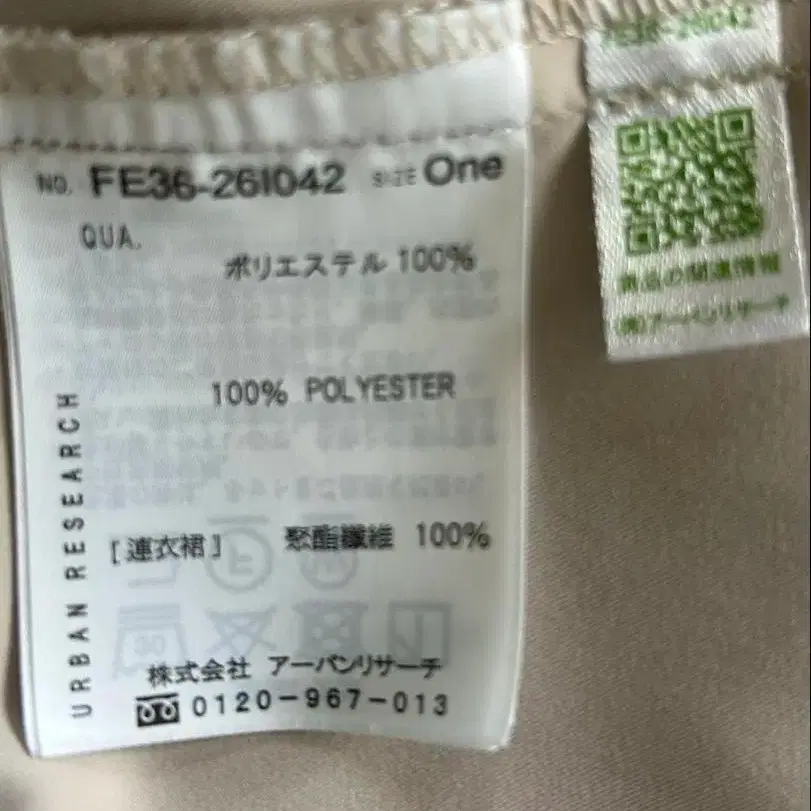 NO. FE36-26I042 SIZE One
QUA.
ポリエステル 100%
100% POLYESTER
[連衣裙] 聚酯纖維 100%
URBAN RESEARCH
株式会社 アーバンリサーチ
0120-967-013
FE36-26I042
商品の関連情報
㈱アーバンリサーチ